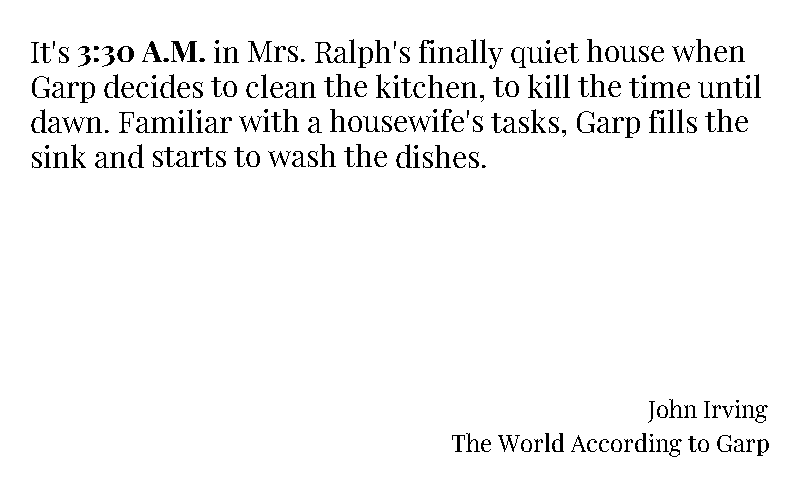 It's 3:30 A.M. in Mrs. Ralph's finally quiet house when
Garp decides to clean the kitchen, to kill the time until
dawn. Familiar with a housewife's tasks, Garp fills the
sink and starts to wash the dishes.
John Irving
The World According to Garp